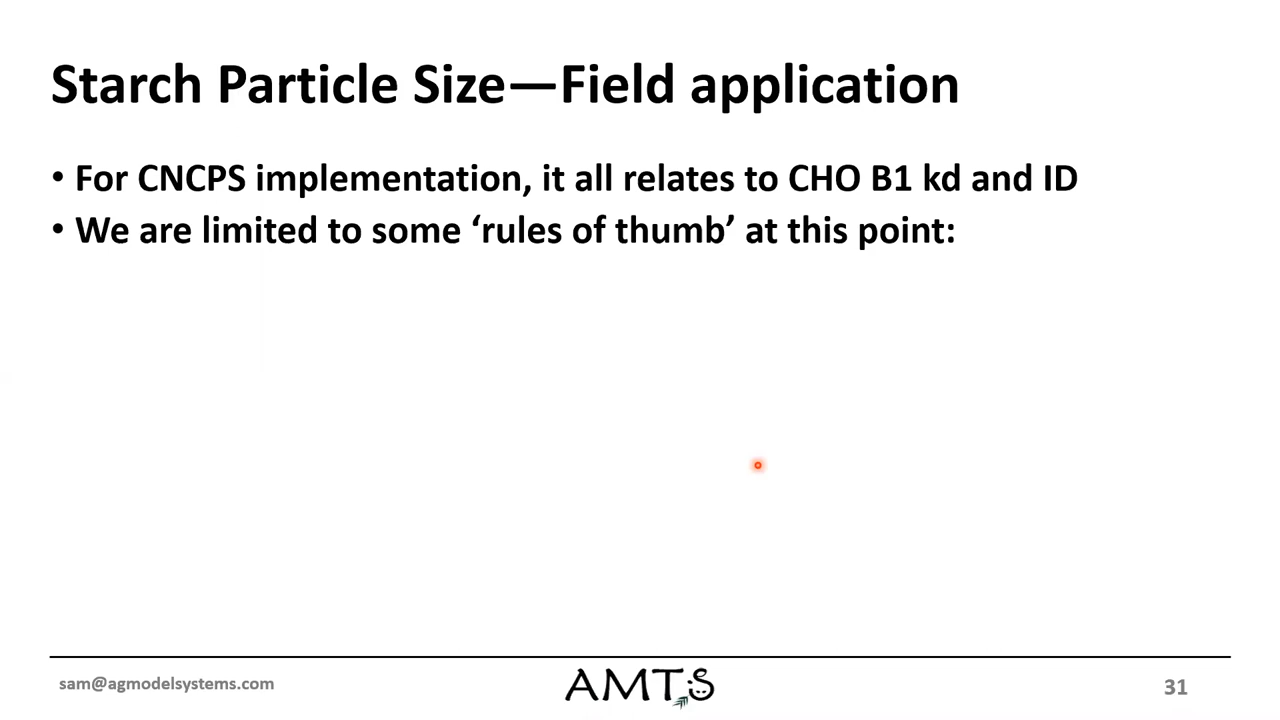 Starch Particle Size—Field application
• For CNCPS implementation, it all relates to CHO B1 kd and ID
• We are limited to some ‘rules of thumb’ at this point:
sam@agmodelsystems.com
AMTS
31